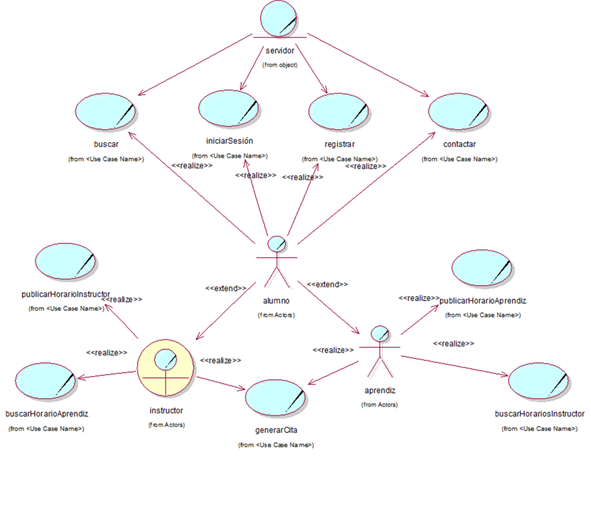 servidor
(from object)
buscar
(from <Use Case Name>)
iniciarSesión
(from <Use Case Name>)
registrar
(from <Use Case Name>)
contactar
(from <Use Case Name>)
<<realize>>
<<realize>>
<<realize>>
<<realize>>
alumno
(from Actors)
<<extend>>
<<extend>>
publicarHorarioInstructor
(from <Use Case Name>)
<<realize>>
publicarHorarioAprendiz
(from <Use Case Name>)
<<realize>>
<<realize>>
<<realize>>
<<realize>>
<<realize>>
buscarHorarioAprendiz
(from <Use Case Name>)
instructor
(from Actors)
generarCita
(from <Use Case Name>)
aprendiz
(from Actors)
buscarHorariosInstructor
(from <Use Case Name>)